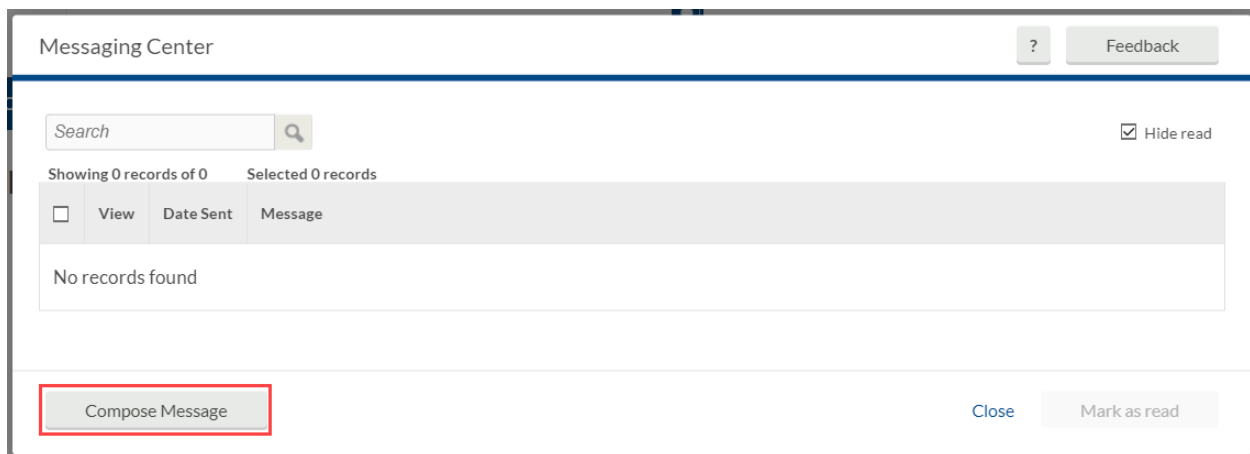 Messaging Center ? Feedback
Search Hide read
Showing 0 records of 0 Selected 0 records
View Date Sent Message
No records found
Compose Message Close Mark as read